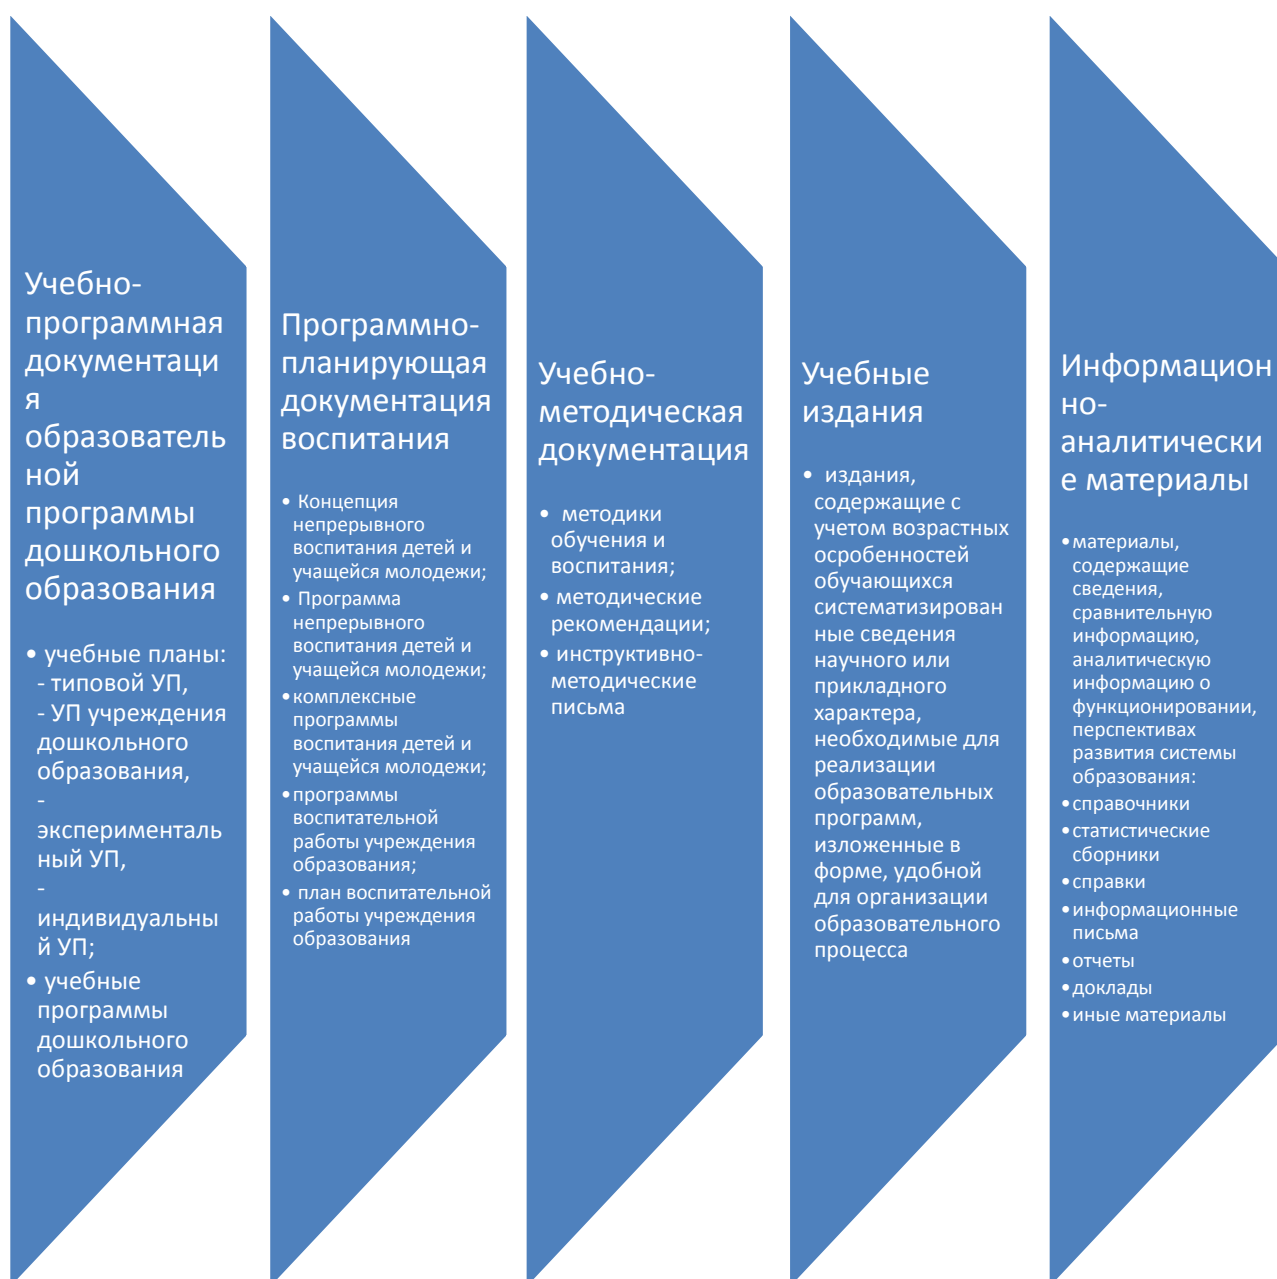 Учебно-
программная
документаци
я
образователь
ной
программы
дошкольного
образования
• учебные планы:
- типовой УП,
- УП учреждения
дошкольного
образования,
-
эксперименталь
ный УП,
-
индивидуальны
й УП;
• учебные
программы
дошкольного
образования
Программно-
планирующая
документация
воспитания
• Концепция
непрерывного
воспитания детей и
учащейся молодежи;
• Программа
непрерывного
воспитания детей и
учащейся молодежи;
•комплексные
программы
воспитания детей и
учащейся молодежи;
•программы
воспитательной
работы учреждения
образования;
• план воспитательной
работы учреждения
образования
Учебно-
методическая
документация
• методики
обучения и
воспитания;
• методические
рекомендации;
• инструктивно-
методические
письма
Учебные
издания
• издания,
содержащие с
учетом возрастных
осробенностей
обучающихся
систематизирован
ные сведения
научного или
прикладного
характера,
необходимые для
реализации
образовательных
программ,
изложенные в
форме, удобной
для организации
образовательного
процесса
Информацион
но-
аналитически
е материалы
•материалы,
содержащие
сведения,
сравнительную
информацию,
аналитическую
информацию о
функционировании,
перспективах
развития системы
образования:
•справочники
•статистические
сборники
•справки
•информационные
письма
•отчеты
•доклады
•иные материалы